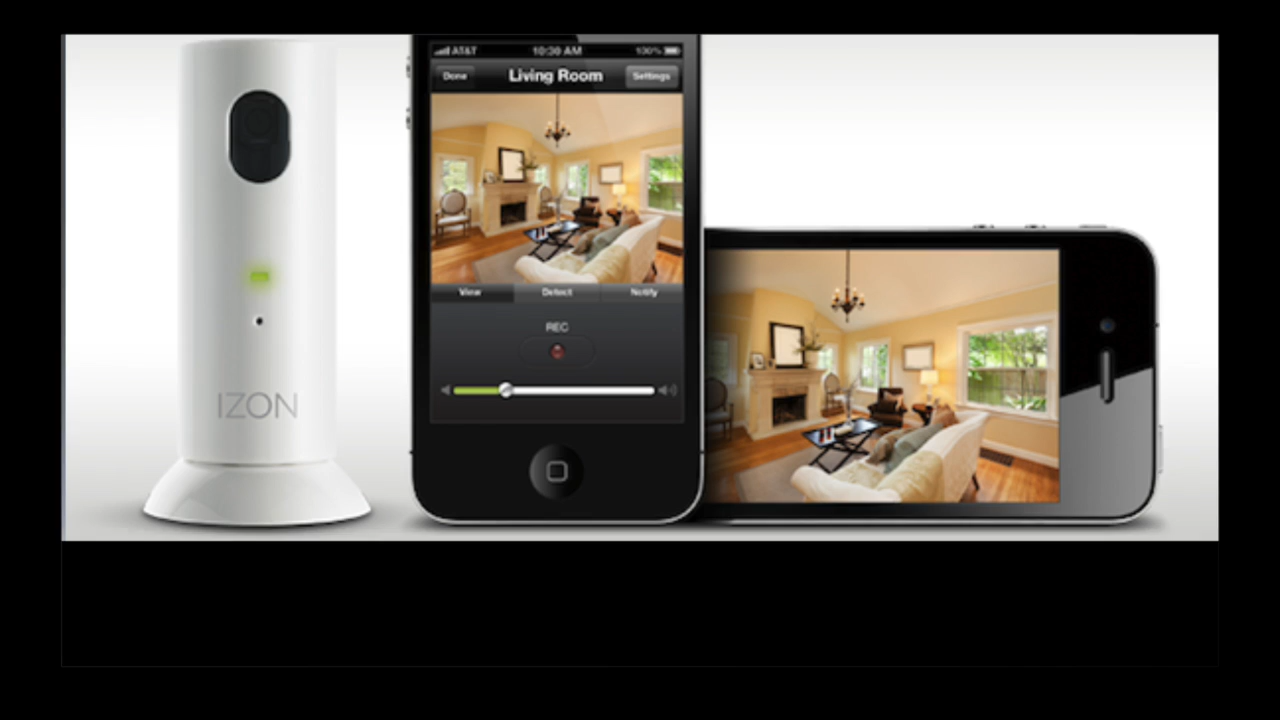 AT&T 10:30 AM 100%
Done Living Room Settings
View Detect Notify
REC
IZON